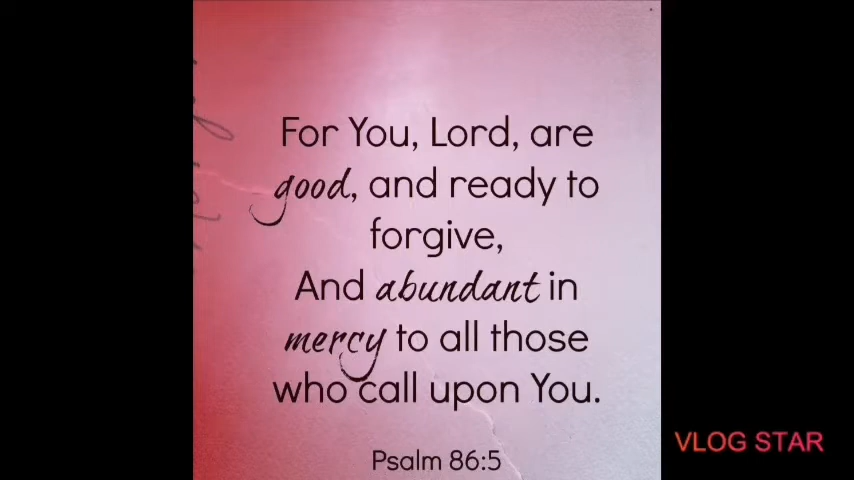 For You, Lord, are
good, and ready to
forgive,
And abundant in
mercy to all those
who call upon You.
Psalm 86:5
VLOG STAR